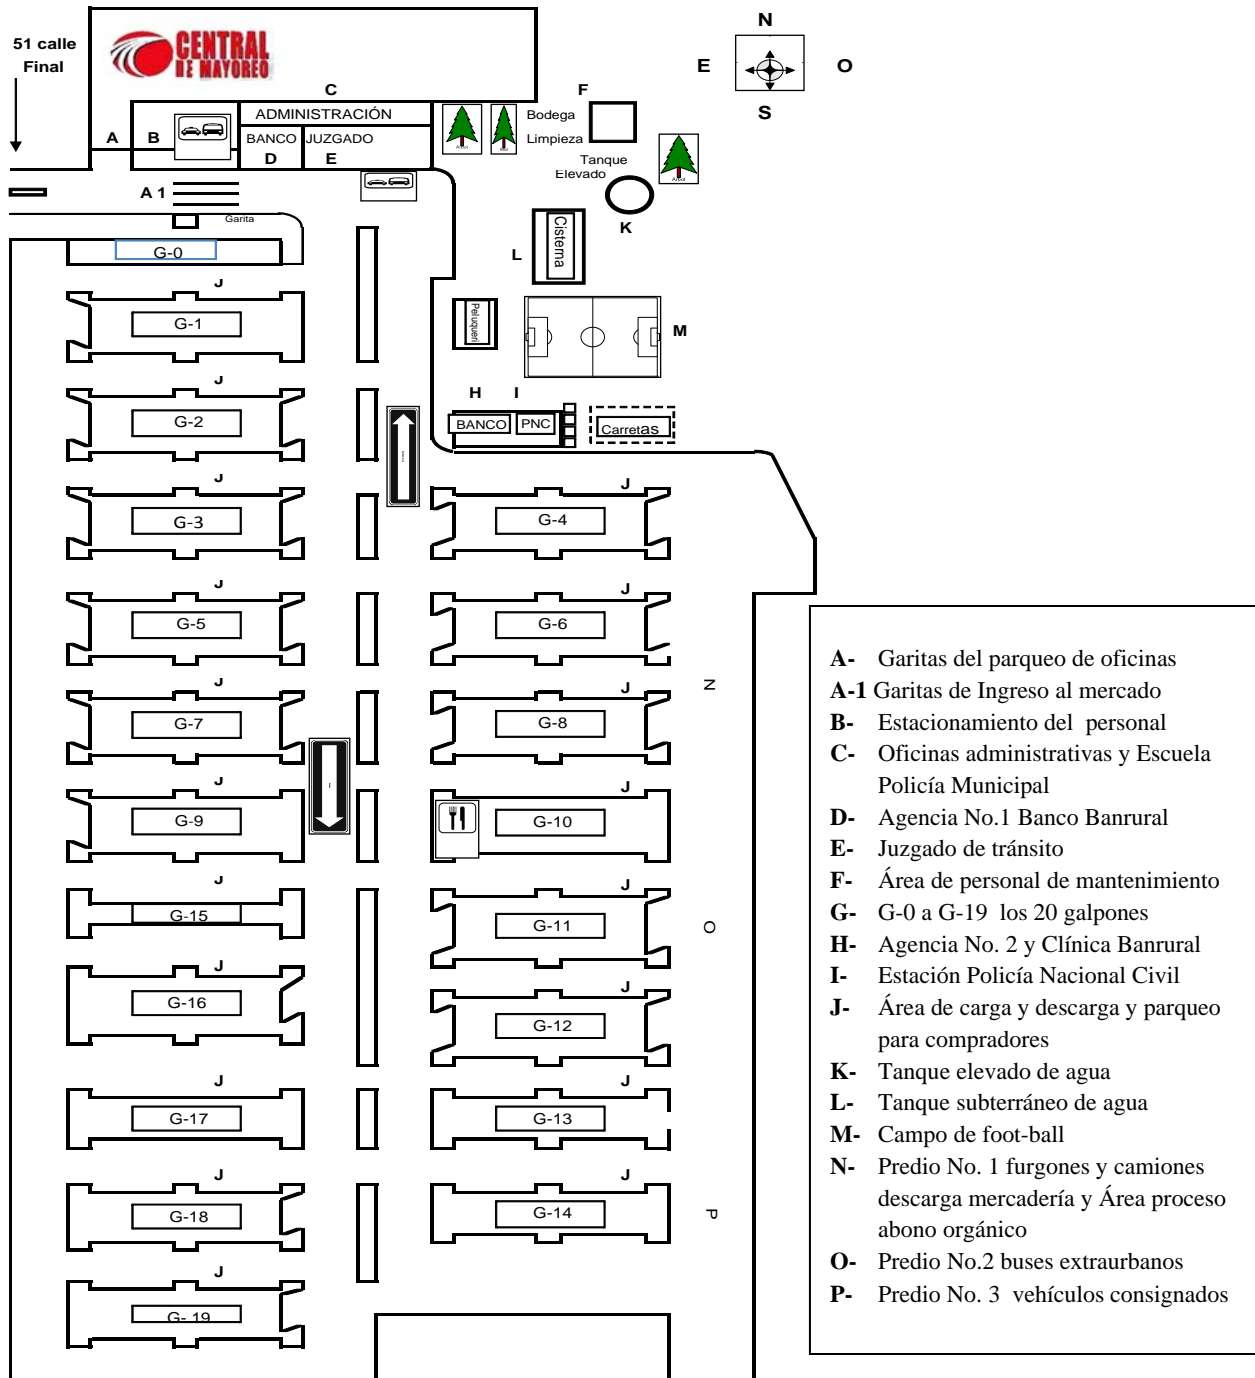 51 calle
Final
CENTRAL
DE MAYOREO
N
E
O
S
C
F
ADMINISTRACIÓN
Bodega
A
B
BANCO
JUZGADO
Limpieza
D
E
Tanque
Elevado
A 1
Garita
K
Cisterna
L
G-0
J
G-1
Peluqueri
M
J
H
I
G-2
BANCO
PNC
Carretas
J
J
G-3
G-4
J
J
G-5
G-6
J
J
N
G-7
G-8
J
J
G-9
G-10
J
J
G-15
G-11
O
J
J
G-16
G-12
J
J
G-17
G-13
J
J
G-18
G-14
P
J
G- 19
A- Garitas del parqueo de oficinas
A-1 Garitas de Ingreso al mercado
B- Estacionamiento del personal
C- Oficinas administrativas y Escuela
Policía Municipal
D- Agencia No.1 Banco Banrural
E- Juzgado de tránsito
F- Área de personal de mantenimiento
G- G-0 a G-19 los 20 galpones
H- Agencia No. 2 y Clínica Banrural
I- Estación Policía Nacional Civil
J- Área de carga y descarga y parqueo
para compradores
K- Tanque elevado de agua
L- Tanque subterráneo de agua
M- Campo de foot-ball
N- Predio No. 1 furgones y camiones
descarga mercadería y Área proceso
abono orgánico
O- Predio No.2 buses extraurbanos
P- Predio No. 3 vehículos consignados